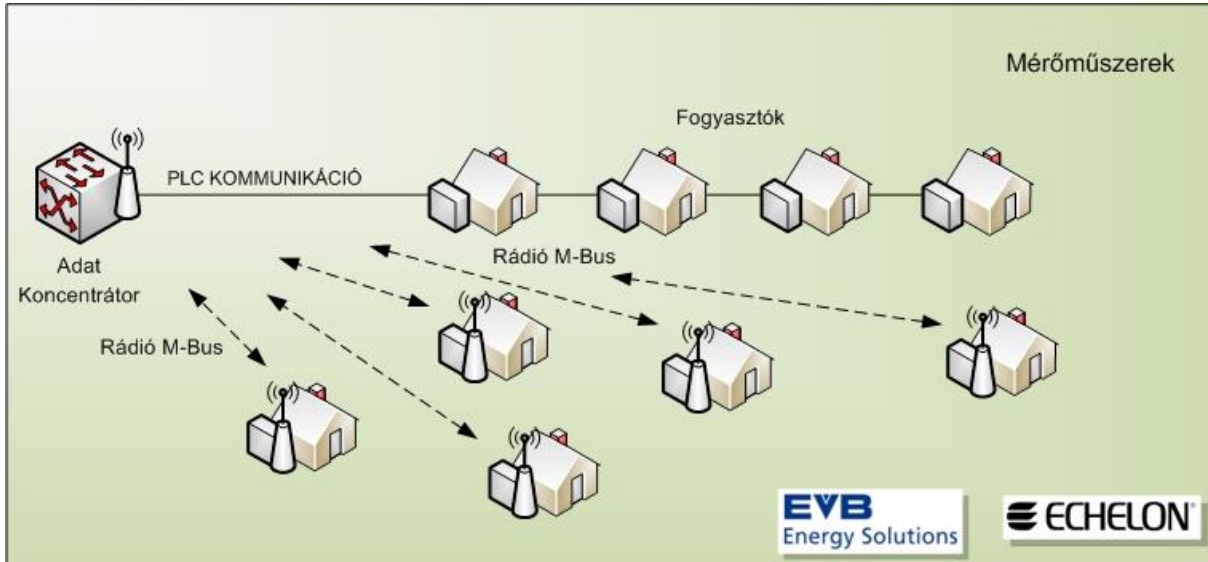 Mérőműszerek
Fogyasztók
PLC KOMMUNIKÁCIÓ
Rádió M-Bus
Adat
Koncentrátor
Rádió M-Bus
EVB
Energy Solutions
ECHELON®